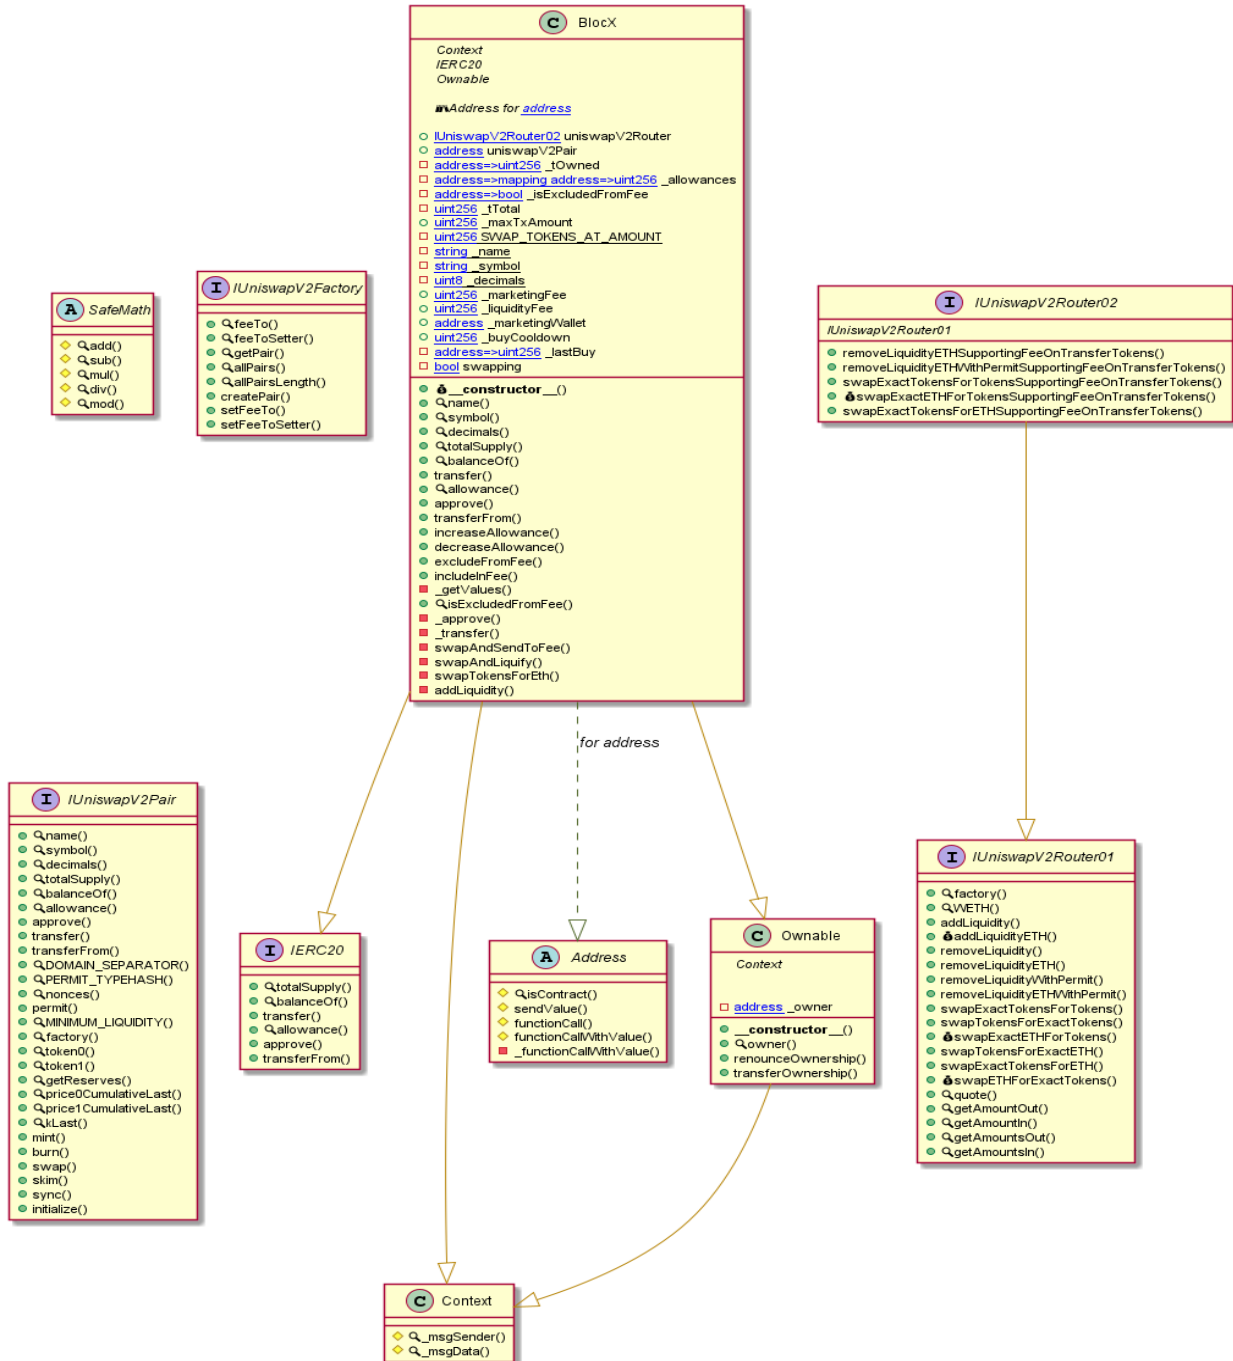 C BlocX
Context
IERC20
Ownable
Address for address
IUniswapV2Router02 uniswapV2Router
address uniswapV2Pair
address=>uint256 _tOwned
address=>mapping address=>uint256 _allowances
address=>bool _isExcludedFromFee
uint256 _tTotal
uint256 _maxTxAmount
uint256 SWAP_TOKENS_AT_AMOUNT
string _name
string _symbol
uint8 _decimals
uint256 _marketingFee
uint256 _liquidityFee
address _marketingWallet
uint256 _buyCooldown
address=>uint256 _lastBuy
bool swapping
__constructor__()
name()
symbol()
decimals()
totalSupply()
balanceOf()
transfer()
allowance()
approve()
transferFrom()
increaseAllowance()
decreaseAllowance()
excludeFromFee()
includeInFee()
_getValues()
isExcludedFromFee()
_approve()
_transfer()
swapAndSendToFee()
swapAndLiquify()
swapTokensForEth()
addLiquidity()
A SafeMath
add()
sub()
mul()
div()
mod()
I IUniswapV2Factory
feeTo()
feeToSetter()
getPair()
allPairs()
allPairsLength()
createPair()
setFeeTo()
setFeeToSetter()
I IUniswapV2Router02
IUniswapV2Router01
removeLiquidityETHSupportingFeeOnTransferTokens()
removeLiquidityETHWithPermitSupportingFeeOnTransferTokens()
swapExactTokensForTokensSupportingFeeOnTransferTokens()
swapExactETHForTokensSupportingFeeOnTransferTokens()
swapExactTokensForETHSupportingFeeOnTransferTokens()
for address
I IUniswapV2Pair
name()
symbol()
decimals()
totalSupply()
balanceOf()
allowance()
approve()
transfer()
transferFrom()
DOMAIN_SEPARATOR()
PERMIT_TYPEHASH()
nonces()
permit()
MINIMUM_LIQUIDITY()
factory()
token0()
token1()
getReserves()
price0CumulativeLast()
price1CumulativeLast()
kLast()
mint()
burn()
swap()
skim()
sync()
initialize()
I IERC20
totalSupply()
balanceOf()
transfer()
allowance()
approve()
transferFrom()
A Address
isContract()
sendValue()
functionCall()
functionCallWithValue()
_functionCallWithValue()
C Ownable
Context
address _owner
__constructor__()
owner()
renounceOwnership()
transferOwnership()
I IUniswapV2Router01
factory()
WETH()
addLiquidity()
addLiquidityETH()
removeLiquidity()
removeLiquidityETH()
removeLiquidityWithPermit()
removeLiquidityETHWithPermit()
swapExactTokensForTokens()
swapTokensForExactTokens()
swapExactETHForTokens()
swapTokensForExactETH()
swapExactTokensForETH()
swapETHForExactTokens()
quote()
getAmountOut()
getAmountIn()
getAmountsOut()
getAmountsIn()
C Context
_msgSender()
_msgData()